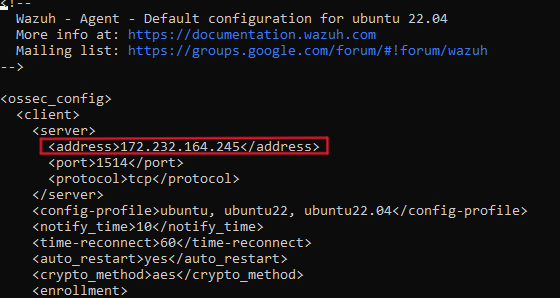 <!--
Wazuh - Agent - Default configuration for ubuntu 22.04
More info at: https://documentation.wazuh.com
Mailing list: https://groups.google.com/forum/#!forum/wazuh
-->
<ossec_config>
<client>
<server>
<address>172.232.164.245</address>
<port>1514</port>
<protocol>tcp</protocol>
</server>
<config-profile>ubuntu, ubuntu22, ubuntu22.04</config-profile>
<notify_time>10</notify_time>
<time-reconnect>60</time-reconnect>
<auto_restart>yes</auto_restart>
<crypto_method>aes</crypto_method>
<enrollment>